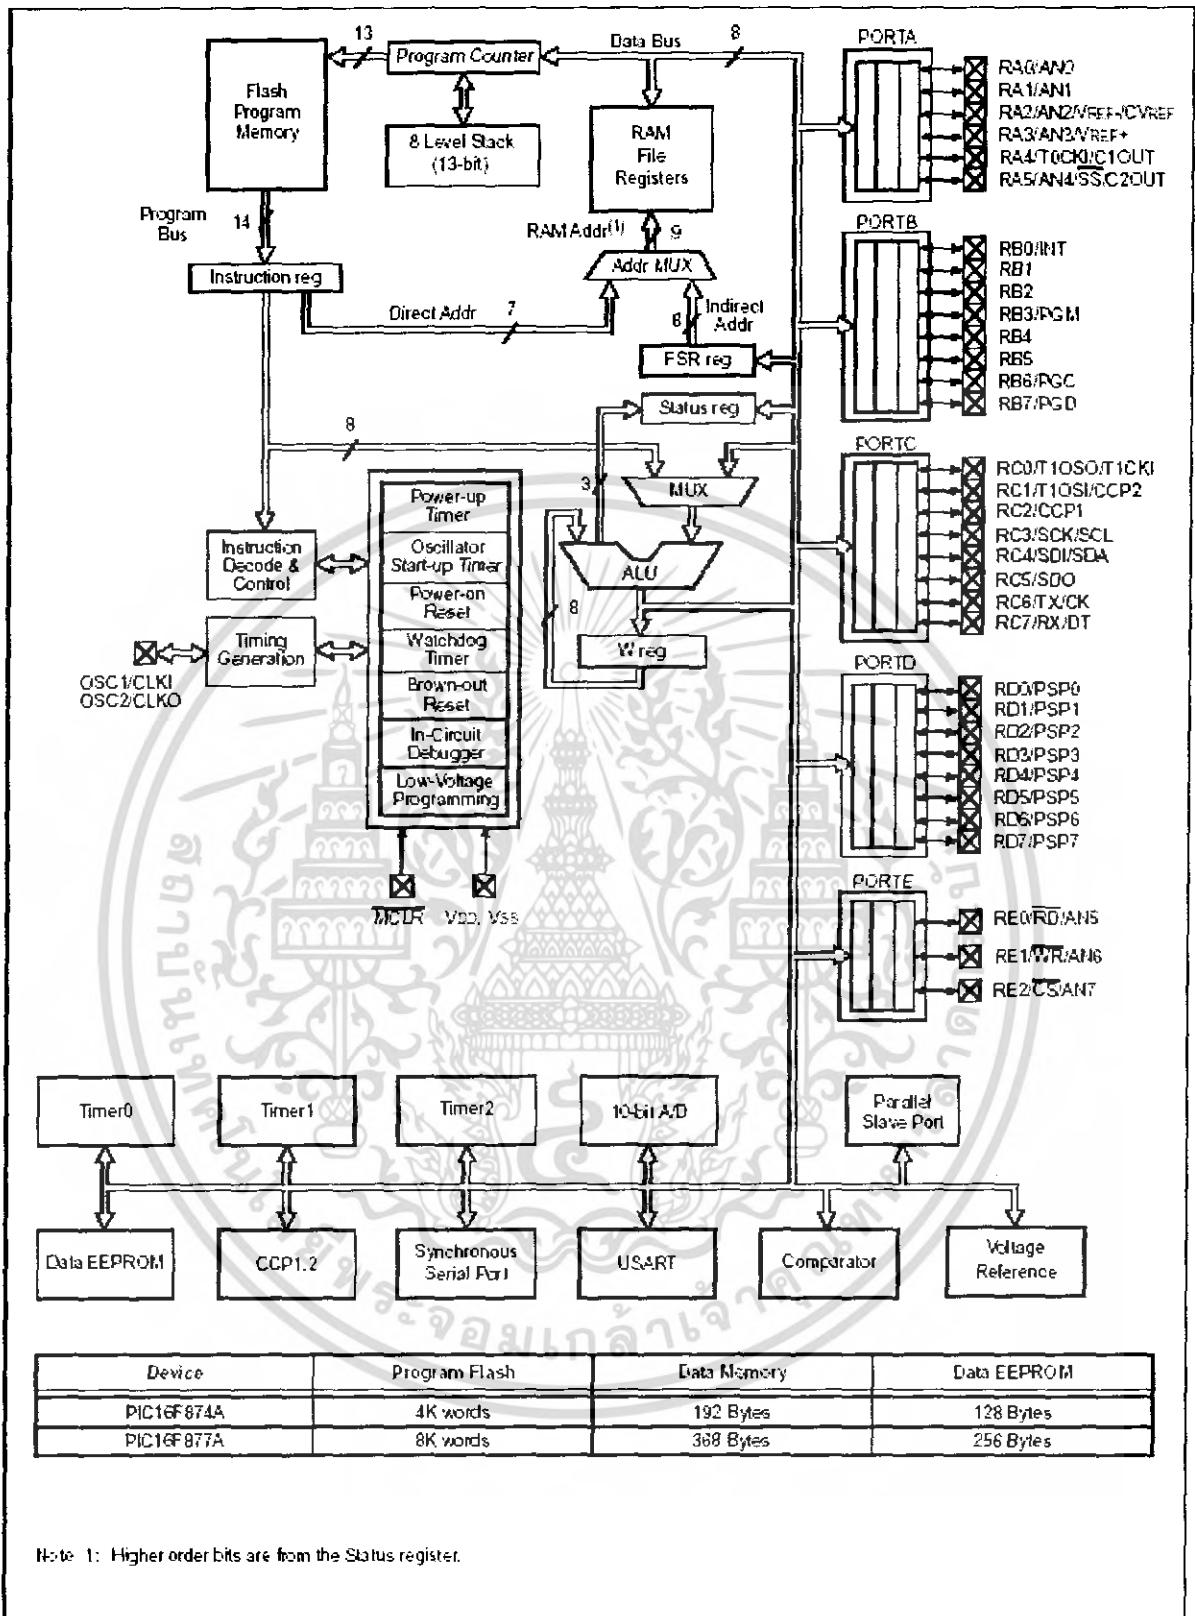 13
Data Bus
8
PORTA
Program Counter
Flash
Program
Memory
8 Level Stack
(13-bit)
RAM
File
Registers
RA0/AN0
RA1/AN1
RA2/AN2/VREF-/CVREF
RA3/AN3/VREF+
RA4/T0CKI/C1OUT
RA5/AN4/SS/C2OUT
Program
Bus
14
RAM Addr(1)
9
PORTB
Instruction reg
Addr MUX
RB0/INT
RB1
RB2
RB3/PGM
RB4
RB5
RB6/PGC
RB7/PGD
Direct Addr
7
Indirect
Addr
FSR reg
Status reg
8
PORTC
3
MUX
RC0/T1OSO/T1CKI
RC1/T1OSI/CCP2
RC2/CCP1
RC3/SCK/SCL
RC4/SDI/SDA
RC5/SDO
RC6/TX/CK
RC7/RX/DT
Power-up
Timer
Oscillator
Start-up Timer
Power-on
Reset
Watchdog
Timer
Brown-out
Reset
In-Circuit
Debugger
Low-Voltage
Programming
Instruction
Decode &
Control
ALU
8
W reg
Timing
Generation
OSC1/CLKI
OSC2/CLKO
PORTD
RD0/PSP0
RD1/PSP1
RD2/PSP2
RD3/PSP3
RD4/PSP4
RD5/PSP5
RD6/PSP6
RD7/PSP7
MCLR
VDD, VSS
PORTE
RE0/RD/AN5
RE1/WR/AN6
RE2/CS/AN7
Timer0
Timer1
Timer2
10-Bit A/D
Parallel
Slave Port
Data EEPROM
CCP1,2
Synchronous
Serial Port
USART
Comparator
Voltage
Reference
Device Program Flash Data Memory Data EEPROM
PIC16F874A 4K words 192 Bytes 128 Bytes
PIC16F877A 8K words 368 Bytes 256 Bytes
Note 1: Higher order bits are from the Status register.